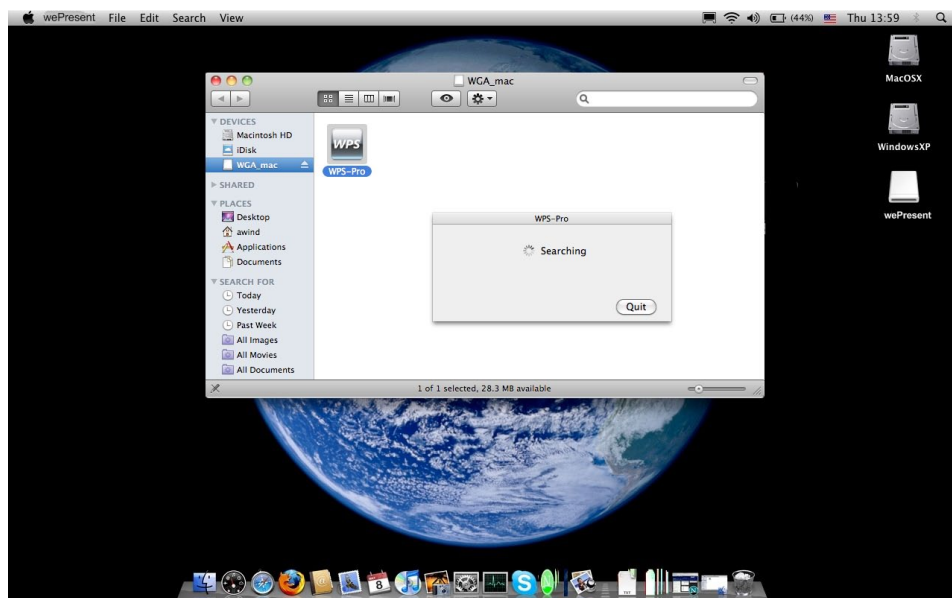 wePresent File Edit Search View (44%) Thu 13:59
WGA_mac
DEVICES
Macintosh HD
iDisk
WGA_mac
SHARED
PLACES
Desktop
awind
Applications
Documents
SEARCH FOR
Today
Yesterday
Past Week
All Images
All Movies
All Documents
WPS
WPS-Pro
WPS-Pro
Searching
Quit
1 of 1 selected, 28.3 MB available
MacOSX
WindowsXP
wePresent
8